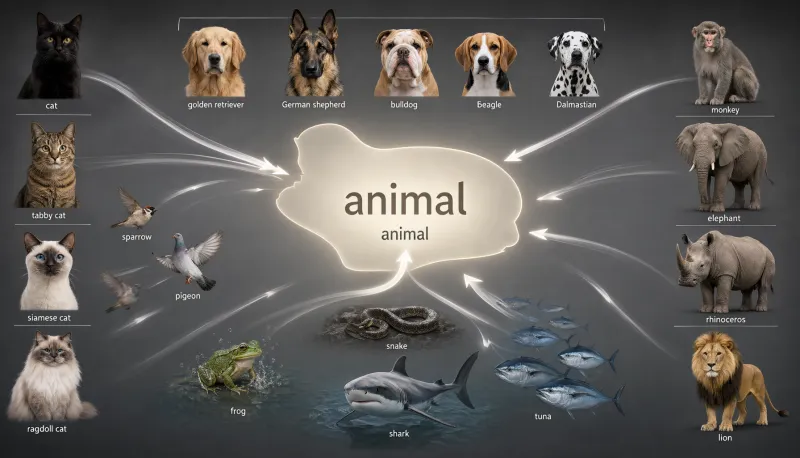 cat
golden retriever
German shepherd
bulldog
Beagle
Dalmastian
monkey
animal
animal
tabby cat
sparrow
elephant
siamese cat
pigeon
rhinoceros
snake
ragdoll cat
frog
shark
tuna
lion